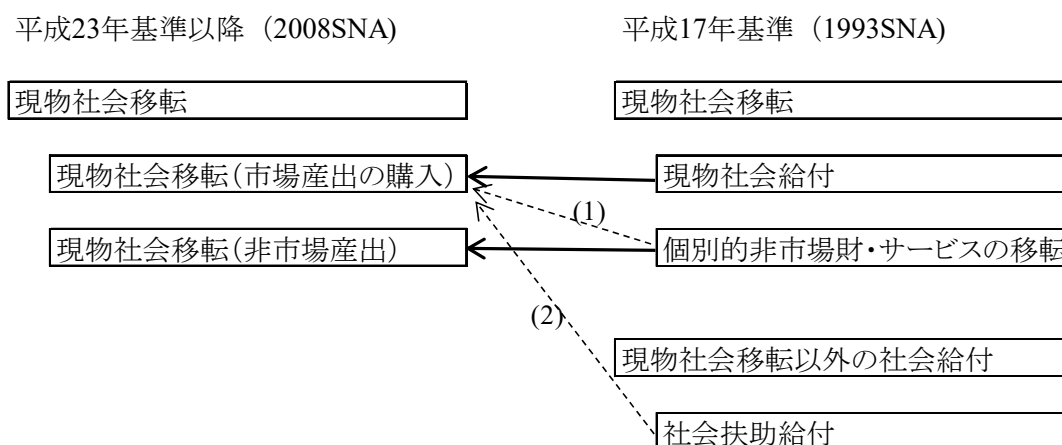 平成23年基準以降（2008SNA)
平成17年基準（1993SNA)
現物社会移転
現物社会移転
現物社会移転（市場産出の購入）
現物社会給付
(1)
現物社会移転（非市場産出）
個別的非市場財・サービスの移転
(2)
現物社会移転以外の社会給付
社会扶助給付